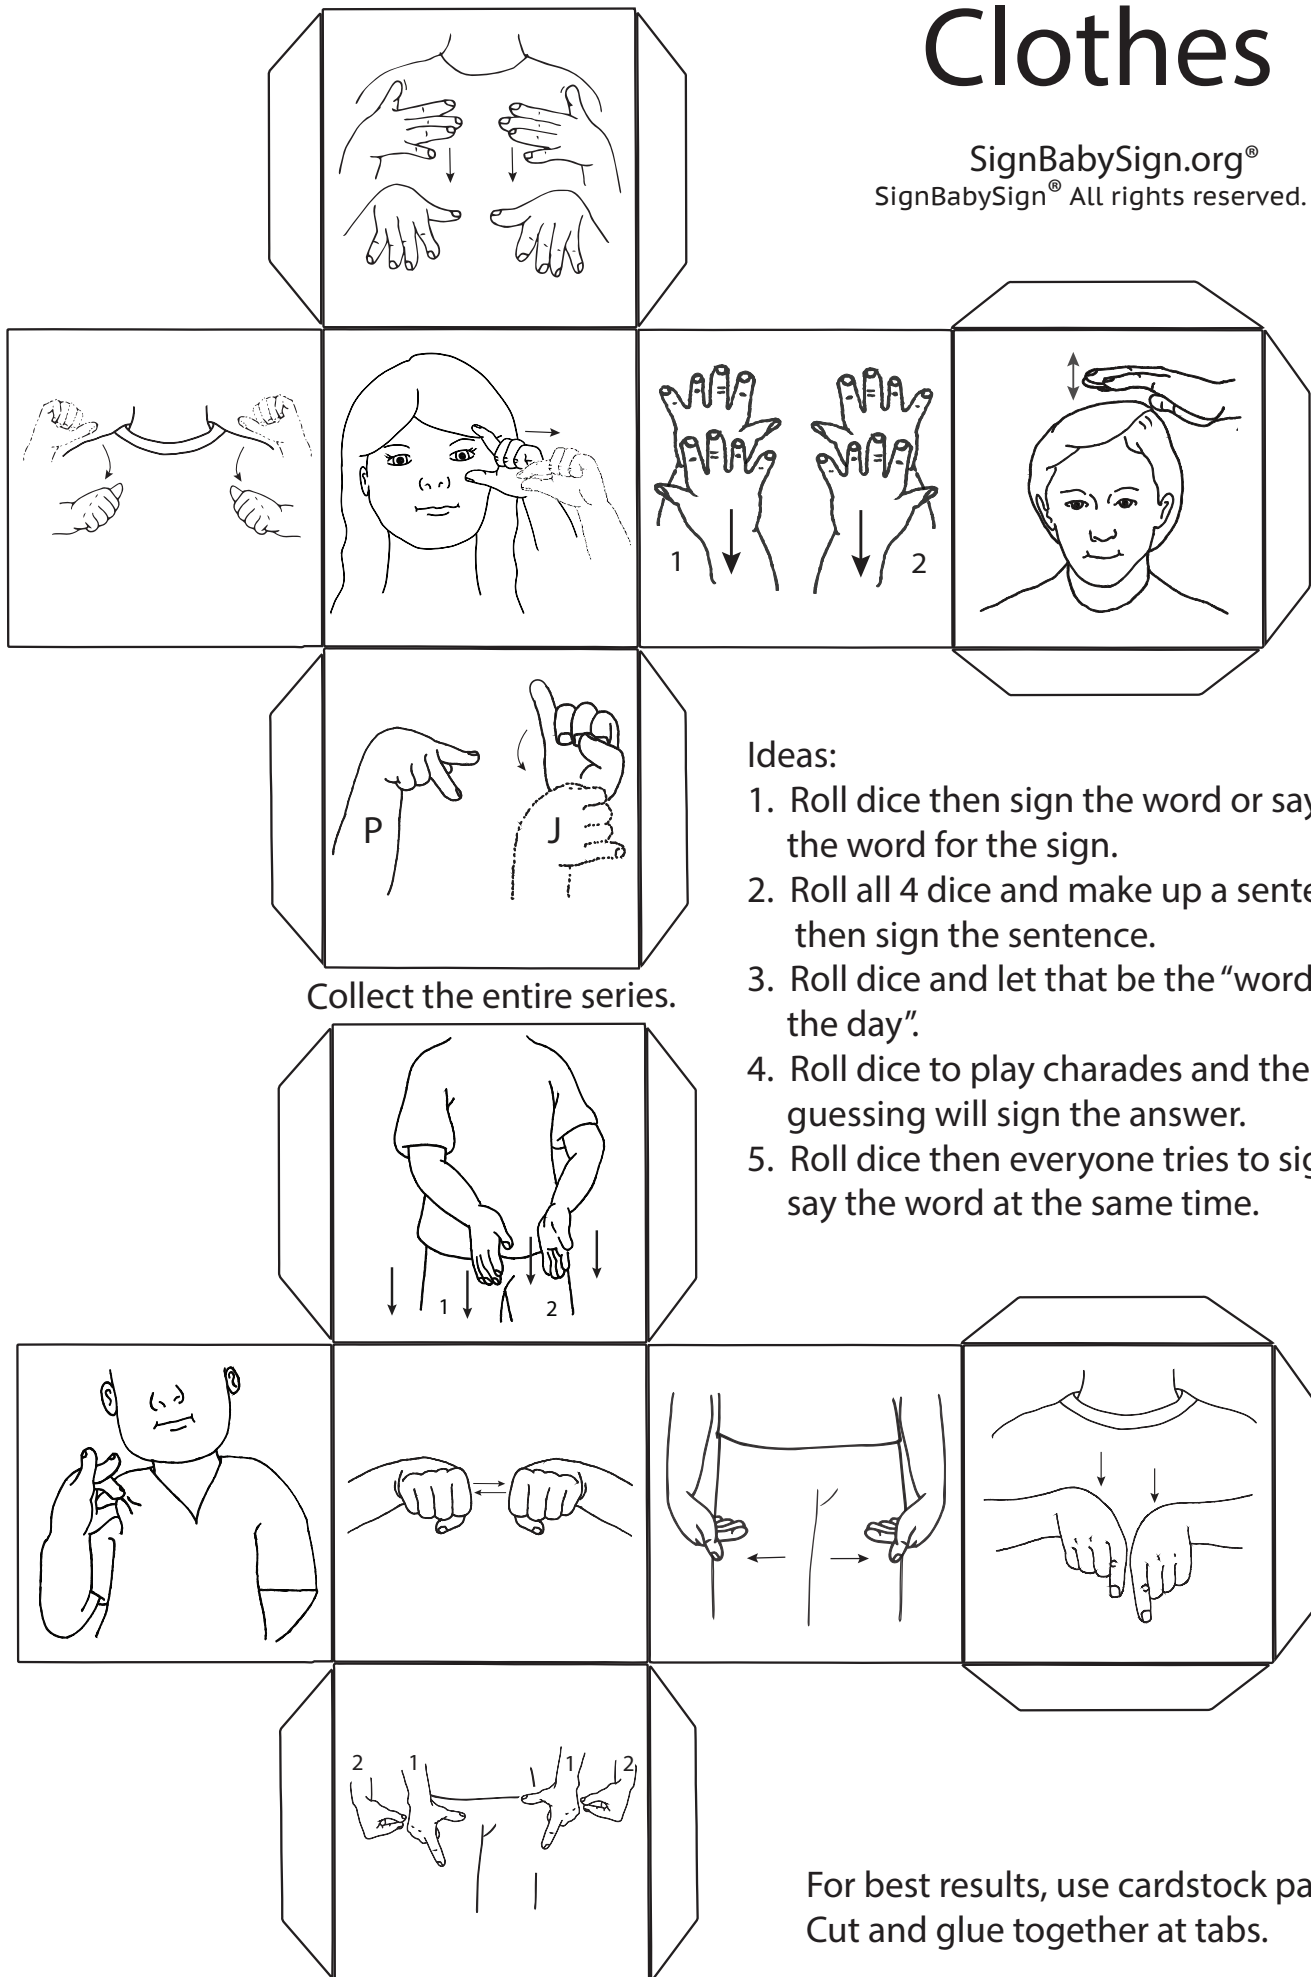 Clothes
SignBabySign.org®
SignBabySign® All rights reserved.
1
2
P
J
Ideas:
1. Roll dice then sign the word or say
the word for the sign.
2. Roll all 4 dice and make up a sente
then sign the sentence.
3. Roll dice and let that be the “word
the day”.
4. Roll dice to play charades and the
guessing will sign the answer.
5. Roll dice then everyone tries to sig
say the word at the same time.
Collect the entire series.
1
2
2
1
1
2
For best results, use cardstock pa
Cut and glue together at tabs.